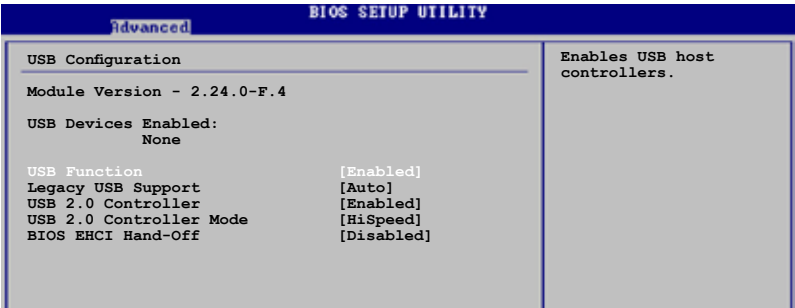 BIOS SETUP UTILITY
Advanced
USB Configuration
Module Version - 2.24.0-F.4
USB Devices Enabled:
None
USB Function [Enabled]
Legacy USB Support [Auto]
USB 2.0 Controller [Enabled]
USB 2.0 Controller Mode [HiSpeed]
BIOS EHCI Hand-Off [Disabled]
Enables USB host
controllers.